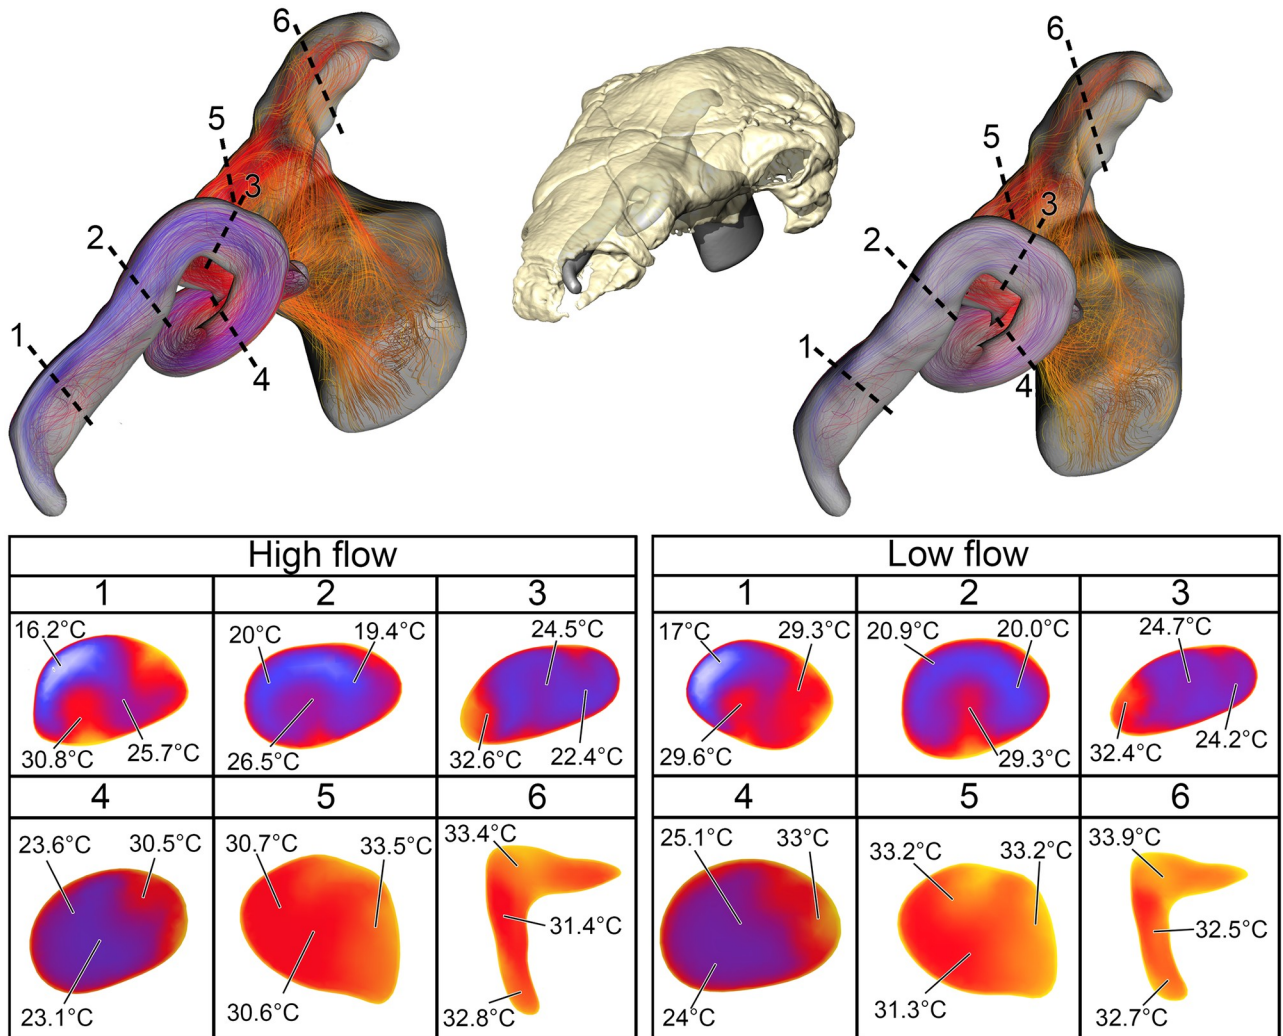 6
5
3
2
1
4
6
5
3
2
1
4
High flow
1 2 3
16.2°C 20°C 19.4°C 24.5°C
30.8°C 25.7°C 26.5°C 32.6°C 22.4°C
4 5 6
23.6°C 30.5°C 30.7°C 33.5°C 33.4°C
31.4°C
23.1°C 30.6°C 32.8°C
Low flow
1 2 3
17°C 29.3°C 20.9°C 20.0°C 24.7°C
29.6°C 29.3°C 32.4°C 24.2°C
4 5 6
25.1°C 33°C 33.2°C 33.2°C 33.9°C
32.5°C
24°C 31.3°C 32.7°C